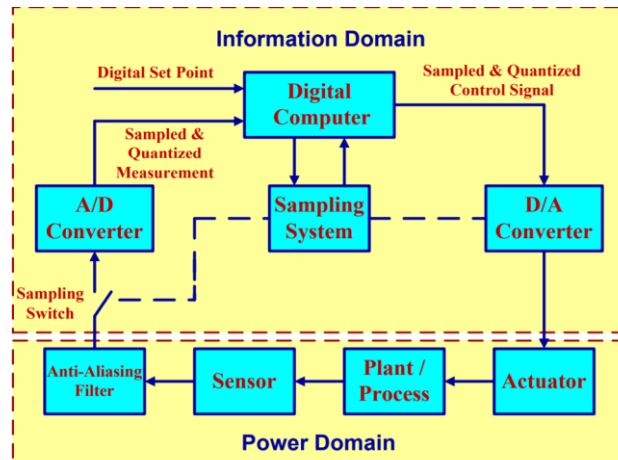 Information Domain
Digital Set Point
Digital
Computer
Sampled & Quantized
Control Signal
Sampled &
Quantized
Measurement
A/D
Converter
Sampling
System
D/A
Converter
Sampling
Switch
Anti-Aliasing
Filter
Sensor
Plant /
Process
Actuator
Power Domain